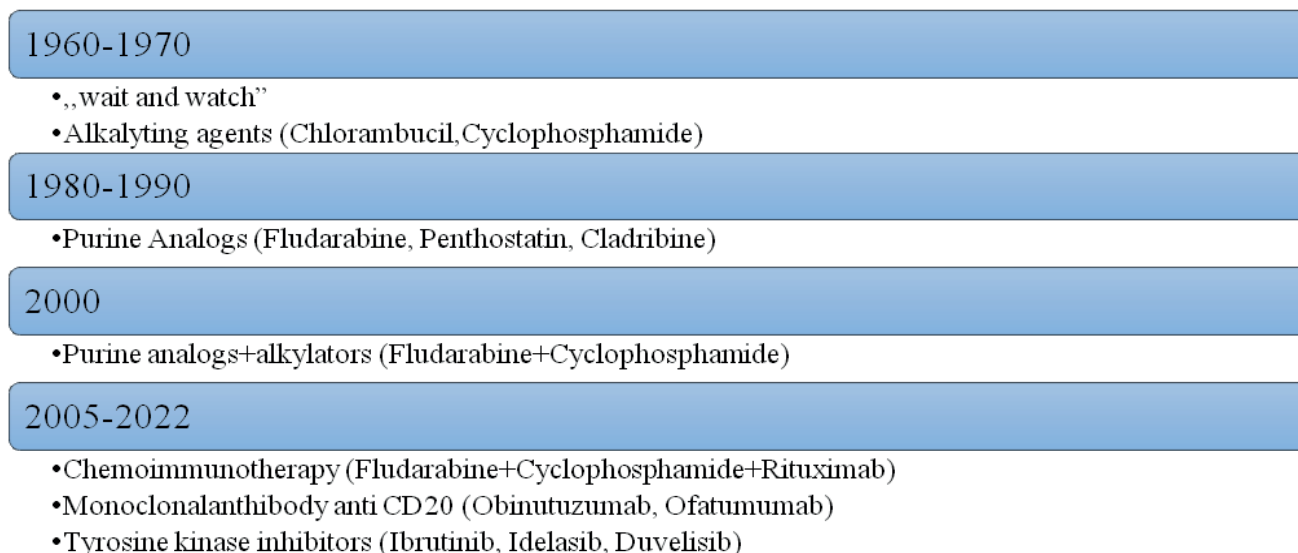 1960-1970
•,,wait and watch”
•Alkalyting agents (Chlorambucil,Cyclophosphamide)
1980-1990
•Purine Analogs (Fludarabine, Penthostatin, Cladribine)
2000
•Purine analogs+alkylators (Fludarabine+Cyclophosphamide)
2005-2022
•Chemoimmunotherapy (Fludarabine+Cyclophosphamide+Rituximab)
•Monoclonalanthibody anti CD20 (Obinutuzumab, Ofatumumab)
•Tyrosine kinase inhibitors (Ibrutinib, Idelasib, Duvelisib)